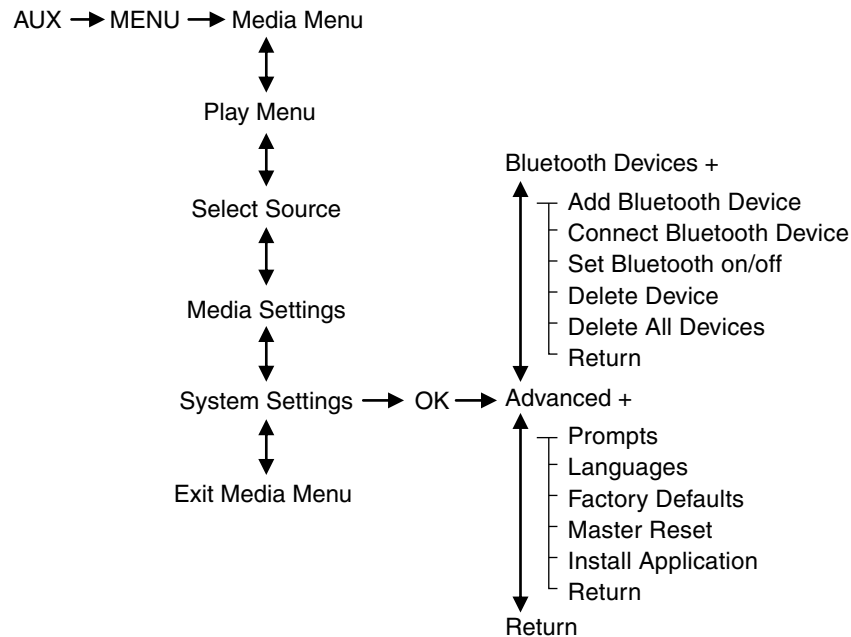 AUX MENU Media Menu
Play Menu
Select Source
Media Settings
System Settings OK
Exit Media Menu
Bluetooth Devices +
Add Bluetooth Device
Connect Bluetooth Device
Set Bluetooth on/off
Delete Device
Delete All Devices
Return
Advanced +
Prompts
Languages
Factory Defaults
Master Reset
Install Application
Return
Return